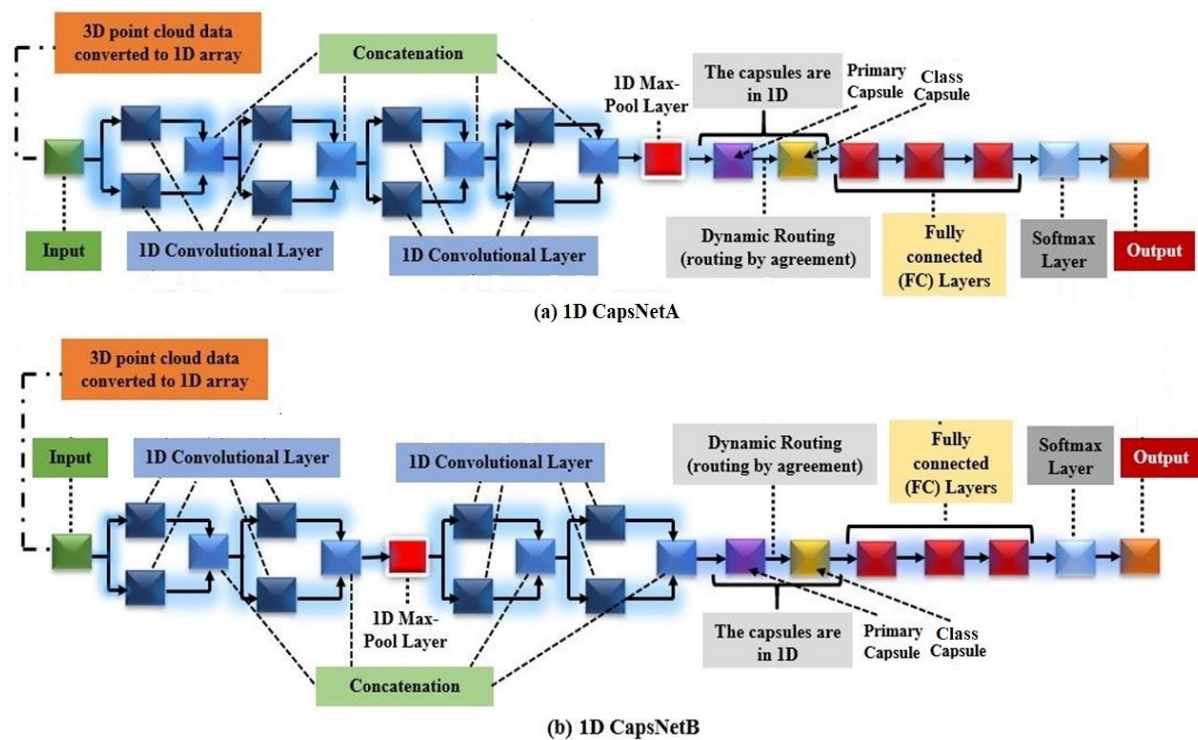 3D point cloud data
converted to 1D array
Concatenation
1D Max-
Pool Layer
The capsules are
in 1D
Primary
Capsule
Class
Capsule
Input
1D Convolutional Layer
1D Convolutional Layer
Dynamic Routing
(routing by agreement)
Fully
connected
(FC) Layers
Softmax
Layer
Output
(a) 1D CapsNetA
3D point cloud data
converted to 1D array
Input
1D Convolutional Layer
1D Convolutional Layer
Dynamic Routing
(routing by agreement)
Fully
connected
(FC) Layers
Softmax
Layer
Output
1D Max-
Pool Layer
The capsules are
in 1D
Primary
Capsule
Class
Capsule
Concatenation
(b) 1D CapsNetB